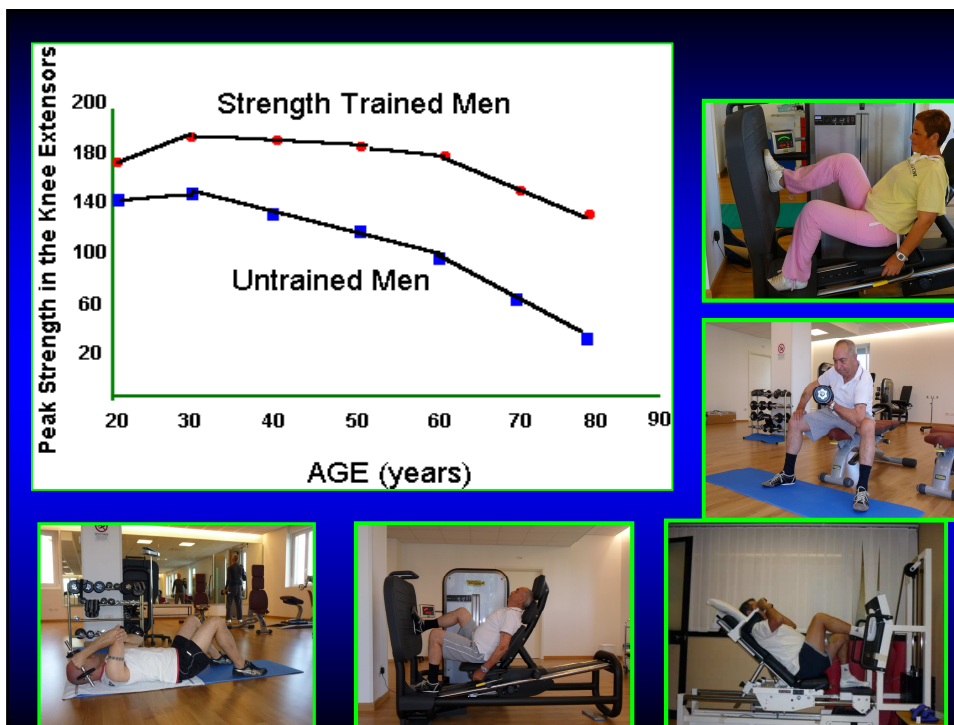 Peak Strength in the Knee Extensors
200
180
140
100
60
20
Strength Trained Men
Untrained Men
20 30 40 50 60 70 80 90
AGE (years)